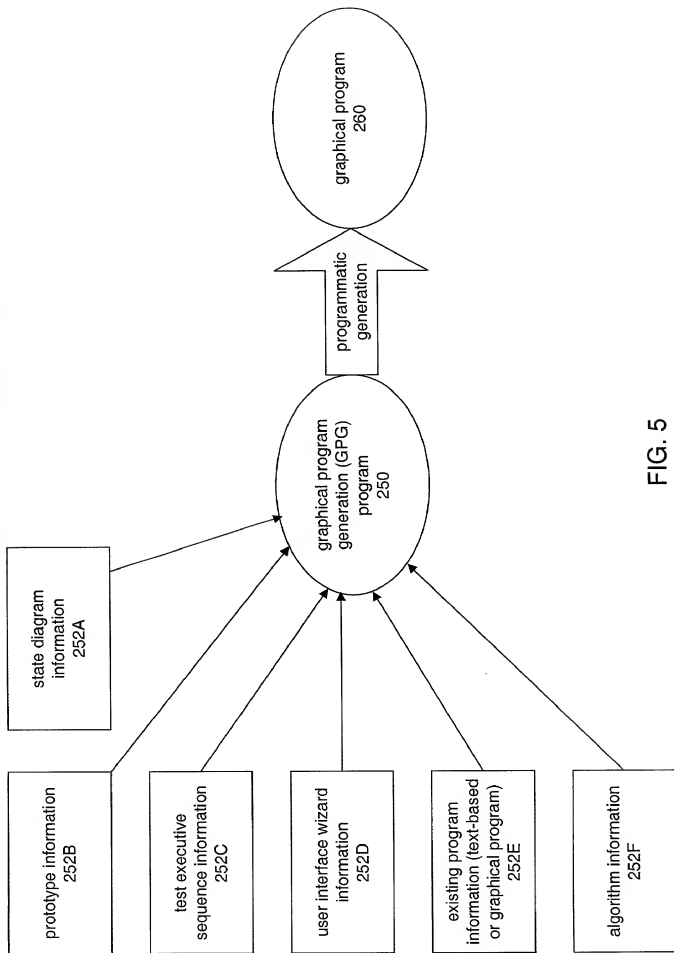 state diagram
information
252A
prototype information
252B
test executive
sequence information
252C
user interface wizard
information
252D
existing program
information (text-based
or graphical program)
252E
algorithm information
252F
graphical program
generation (GPG)
program
250
programmatic
generation
graphical program
260
FIG. 5